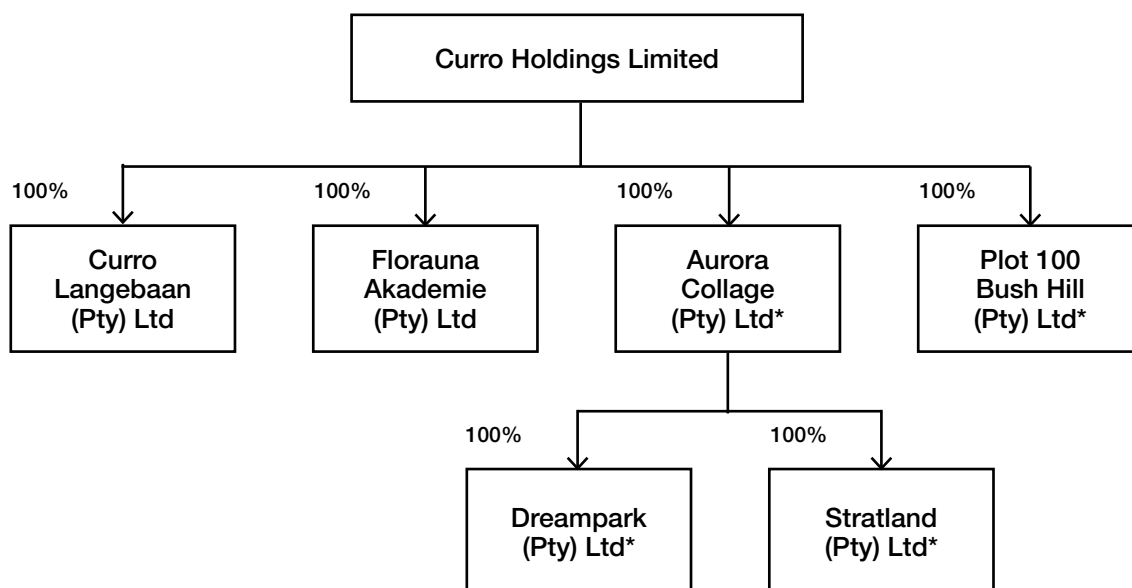 Curro Holdings Limited
100%
100%
100%
100%
Curro
Langebaan
(Pty) Ltd
Florauna
Akademie
(Pty) Ltd
Aurora
Collage
(Pty) Ltd*
Plot 100
Bush Hill
(Pty) Ltd*
100%
100%
Dreampark
(Pty) Ltd*
Stratland
(Pty) Ltd*